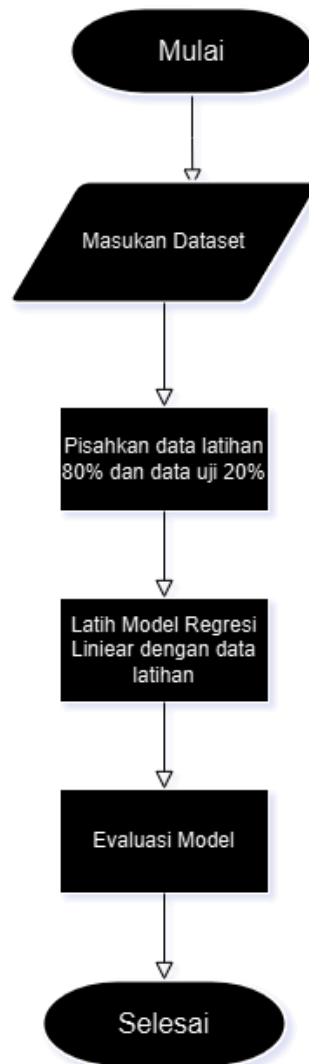 Mulai
Masukan Dataset
Pisahkan data latihan
80% dan data uji 20%
Latih Model Regresi
Liniear dengan data
latihan
Evaluasi Model
Selesai